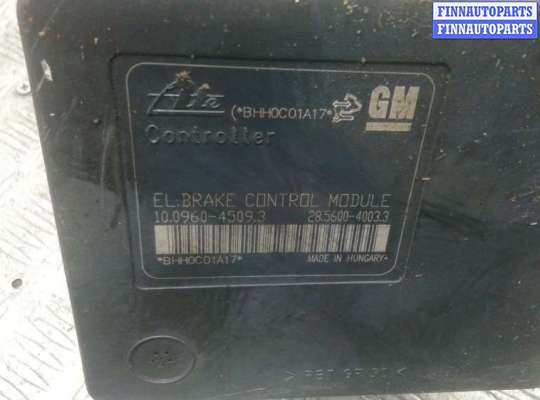 FINNAUTOPARTS
FINNAUTOPARTS
Ate
(*BHH0C01A17*
GM
Controller
EL.BRAKE CONTROL MODULE
10.0960-4509.3 28.5600-4003.3
*BHH0C01A17* MADE IN HUNGARY